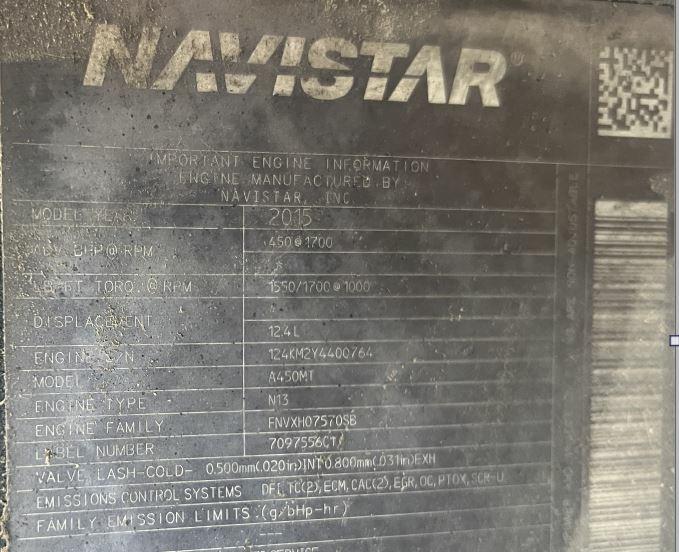 NAVISTAR®
IMPORTANT ENGINE INFORMATION
ENGINE MANUFACTURED BY
NAVISTAR, INC.
MODEL YEAR 2015
BHP@RPM 450@1700
TORQ.@RPM 1550/1700@1000
DISPLACEMENT
12.4L
ENGINE S/N 124KM2Y4400764
MODEL A450MT
ENGINE TYPE N13
ENGINE FAMILY FNVXH07570SB
LABEL NUMBER 7097556C1
VALVE LASH-COLD- 0.500mm(.020in)INT 0.800mm(.031in)EXH
EMISSIONS CONTROL SYSTEMS DFI,TC(2),ECM,CAC(2),EGR,OC,PTOX,SCR-U
FAMILY EMISSION LIMITS:(g/bHp-hr)